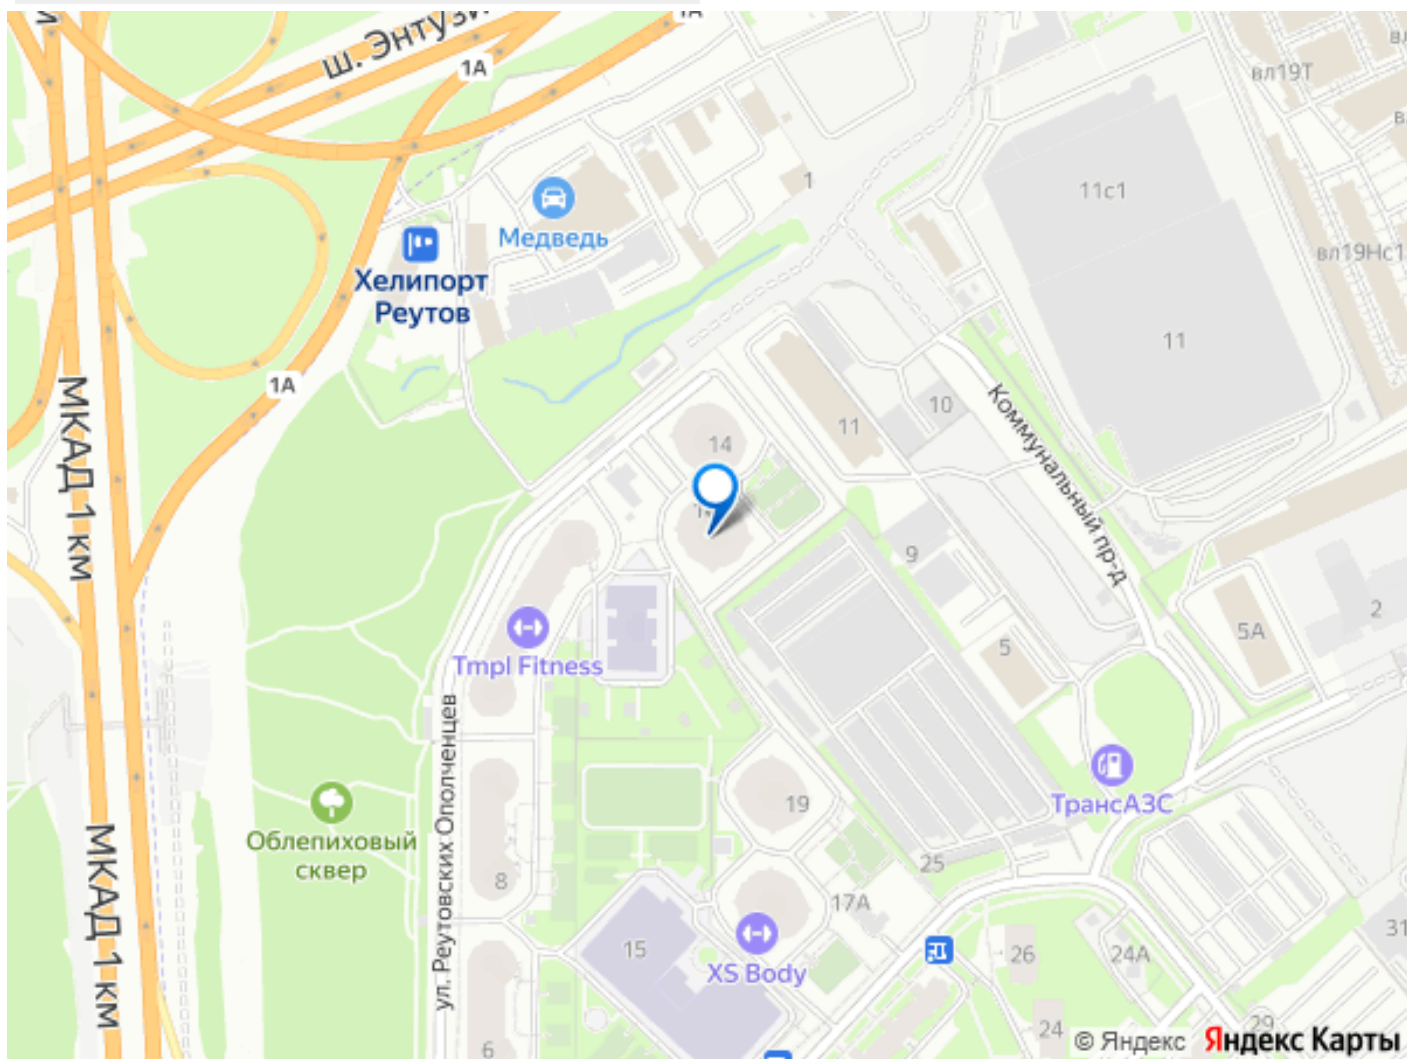 1А
ш. Энтузи
1А
вл19Т
11с1
1
Медведь
Хелипорт
Реутов
вл19Нс1
11
МКАД 1 км
1А
10
Коммунальный пр-д
14
11
9
2
5А
5
Tmpl Fitness
ул. Реутовских Ополченцев
ТрансАЗС
19
Облепиховый
сквер
МКАД 1 км
25
8
17А
15
XS Body
26
24А
31
24
29
6
© Яндекс Яндекс Карты